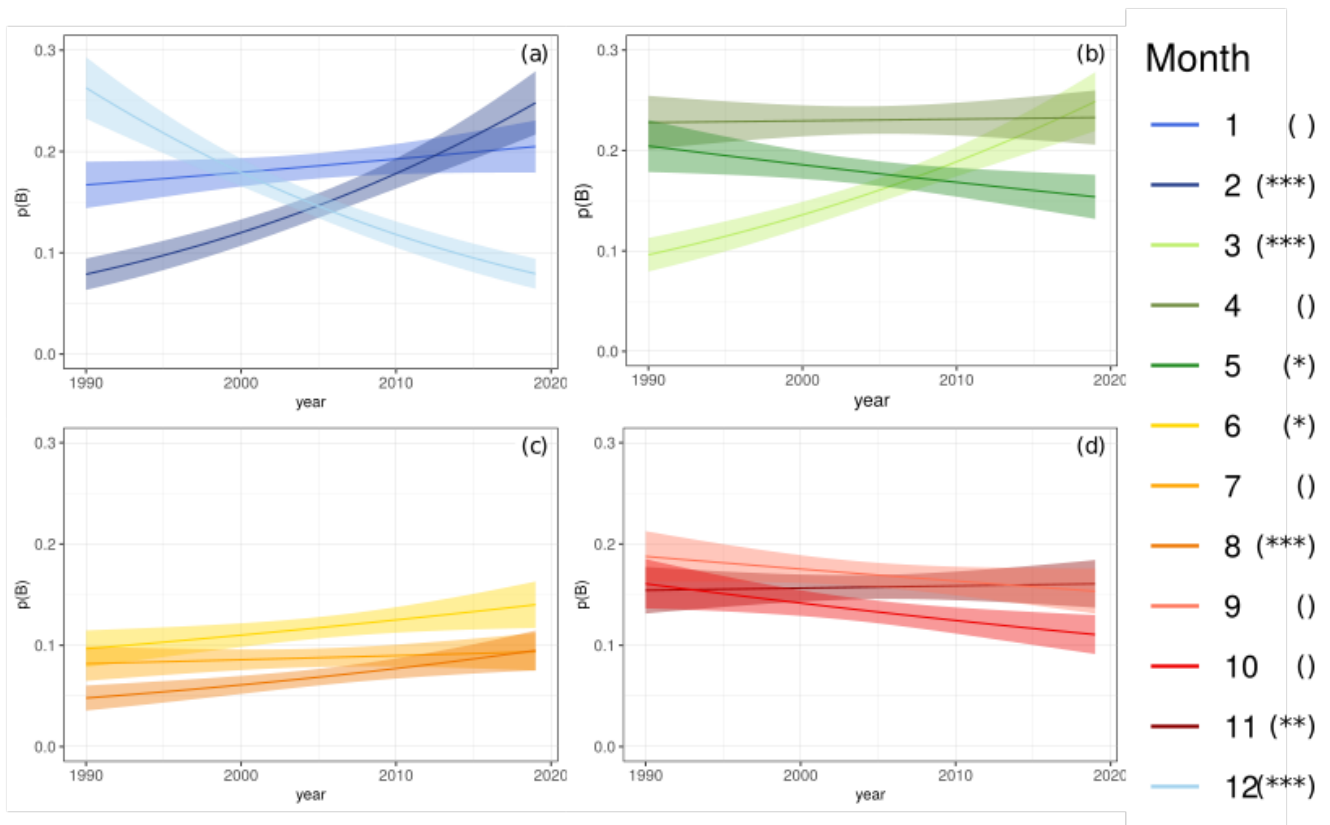 (a)
0.3
0.2
0.1
0.0
p(B)
1990 2000 2010 2020
year
(b)
0.3
0.2
0.1
0.0
p(B)
1990 2000 2010 2020
year
(c)
0.3
0.2
0.1
0.0
p(B)
1990 2000 2010 2020
year
(d)
0.3
0.2
0.1
0.0
p(B)
1990 2000 2010 2020
year
Month
1 ( )
2 (***)
3 (***)
4 ()
5 (*)
6 (*)
7 ()
8 (***)
9 ()
10 ()
11 (**)
12(***)